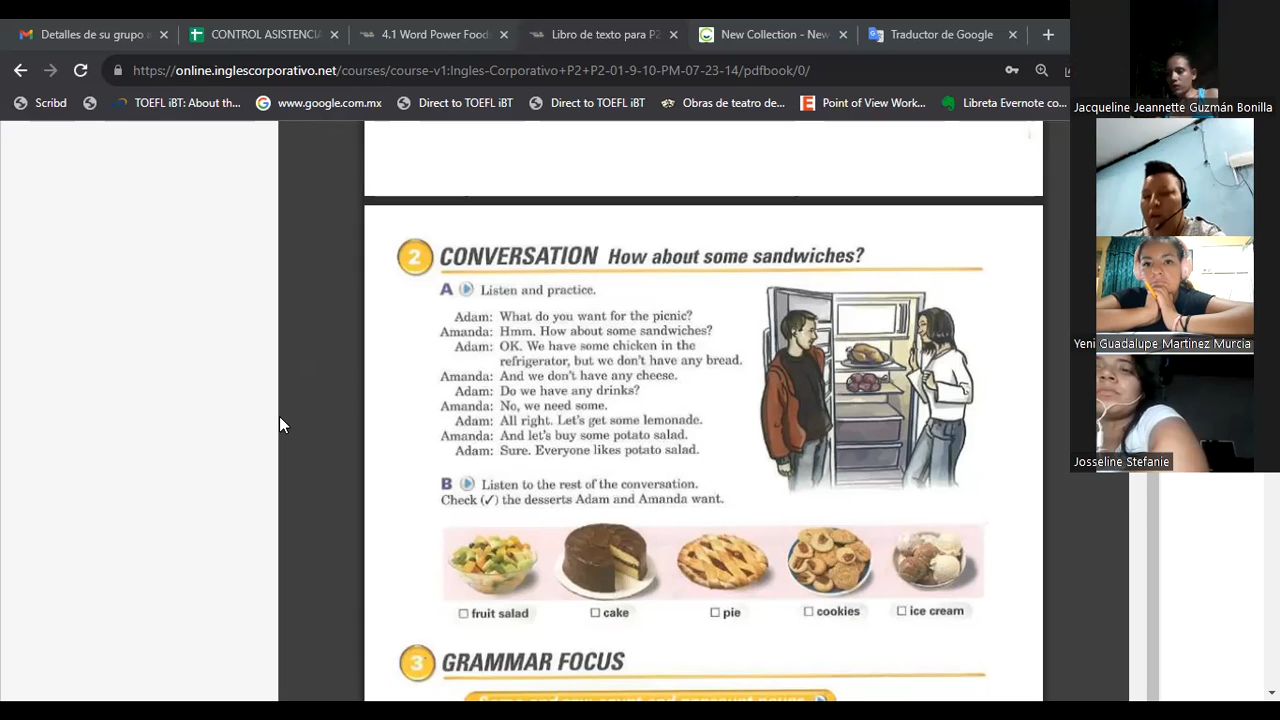 Detalles de su grupo a
CONTROL ASISTENCIA
4.1 Word Power Food
Libro de texto para P2
New Collection - New
Traductor de Google
https://online.inglescorporativo.net/courses/course-v1:Ingles-Corporativo+P2+P2-01-9-10-PM-07-23-14/pdfbook/0/
Scribd
TOEFL iBT: About th...
www.google.com.mx
Direct to TOEFL iBT
Direct to TOEFL iBT
Obras de teatro de...
Point of View Work...
Libreta Evernote co...
2 CONVERSATION How about some sandwiches?
A Listen and practice.
Adam: What do you want for the picnic?
Amanda: Hmm. How about some sandwiches?
Adam: OK. We have some chicken in the
refrigerator, but we don't have any bread.
Amanda: And we don't have any cheese.
Adam: Do we have any drinks?
Amanda: No, we need some.
Adam: All right. Let's get some lemonade.
Amanda: And let's buy some potato salad.
Adam: Sure. Everyone likes potato salad.
B Listen to the rest of the conversation.
Check (✓) the desserts Adam and Amanda want.
fruit salad
cake
pie
cookies
ice cream
3 GRAMMAR FOCUS
Jacqueline Jeannette Guzmán Bonilla
Yeni Guadalupe Martinez Murcia
Josseline Stefanie